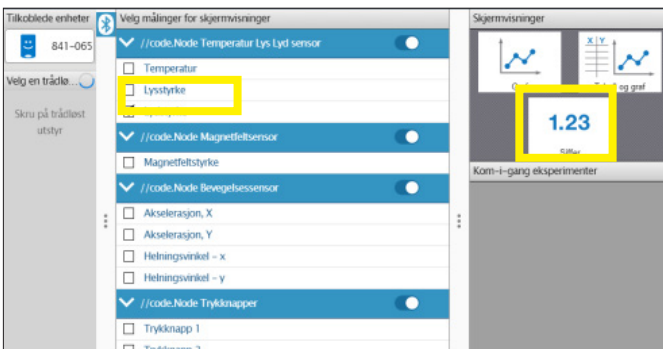 Tilkoblede enheter
841-065
Velg en trådlø...
Skru på trådløst
utstyr
Velg målinger for skjermvisninger
//code.Node Temperatur Lys Lyd sensor
Temperatur
Lysstyrke
//code.Node Magnetfeltsensor
Magnetfeltstyrke
//code.Node Bevegelsessensor
Akselerasjon, X
Akselerasjon, Y
Helningsvinkel - x
Helningsvinkel - y
//code.Node Trykknapper
Trykknapp 1
Skjermvisninger
X Y
og graf
1.23
Kom-i-gang eksperimenter